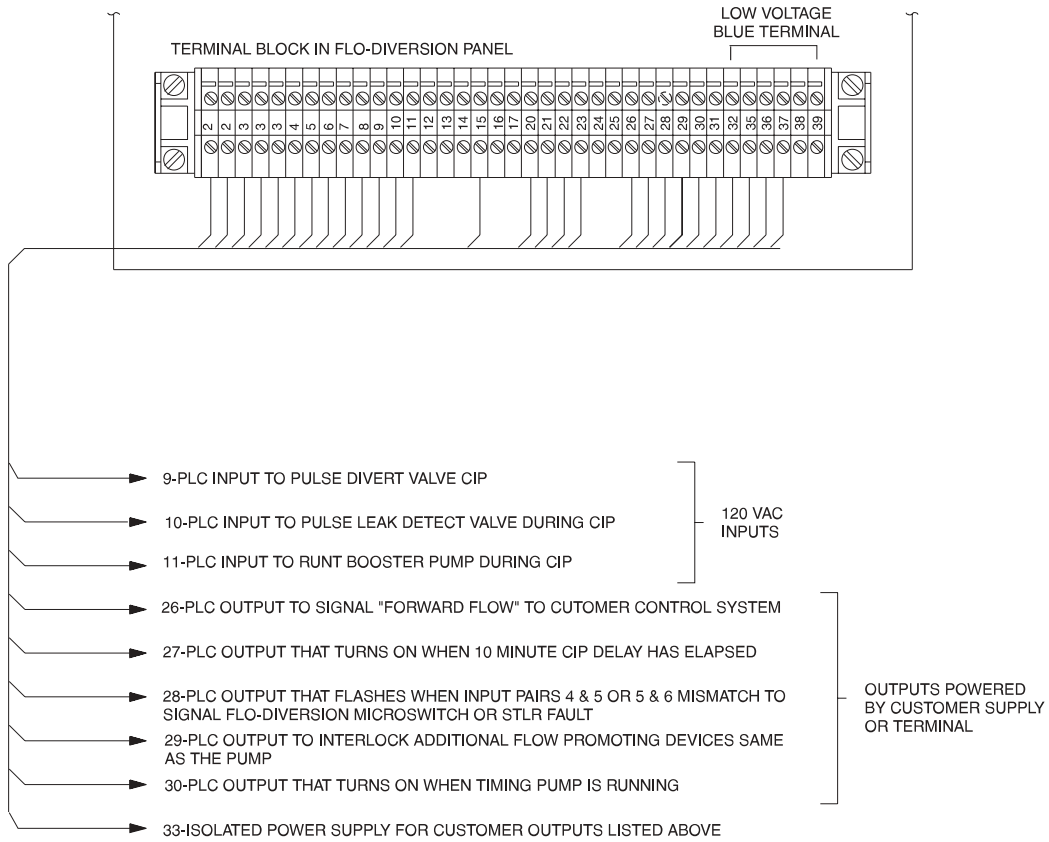 LOW VOLTAGE
BLUE TERMINAL
TERMINAL BLOCK IN FLO-DIVERSION PANEL
2 2 3 3 3 4 5 6 7 8 9 10 11 12 13 14 15 16 17 20 21 22 23 24 25 26 27 28 29 30 31 32 35 36 37 38 39
9-PLC INPUT TO PULSE DIVERT VALVE CIP
10-PLC INPUT TO PULSE LEAK DETECT VALVE DURING CIP
11-PLC INPUT TO RUNT BOOSTER PUMP DURING CIP
120 VAC
INPUTS
26-PLC OUTPUT TO SIGNAL "FORWARD FLOW" TO CUTOMER CONTROL SYSTEM
27-PLC OUTPUT THAT TURNS ON WHEN 10 MINUTE CIP DELAY HAS ELAPSED
28-PLC OUTPUT THAT FLASHES WHEN INPUT PAIRS 4 & 5 OR 5 & 6 MISMATCH TO
SIGNAL FLO-DIVERSION MICROSWITCH OR STLR FAULT
29-PLC OUTPUT TO INTERLOCK ADDITIONAL FLOW PROMOTING DEVICES SAME
AS THE PUMP
30-PLC OUTPUT THAT TURNS ON WHEN TIMING PUMP IS RUNNING
OUTPUTS POWERED
BY CUSTOMER SUPPLY
OR TERMINAL
33-ISOLATED POWER SUPPLY FOR CUSTOMER OUTPUTS LISTED ABOVE